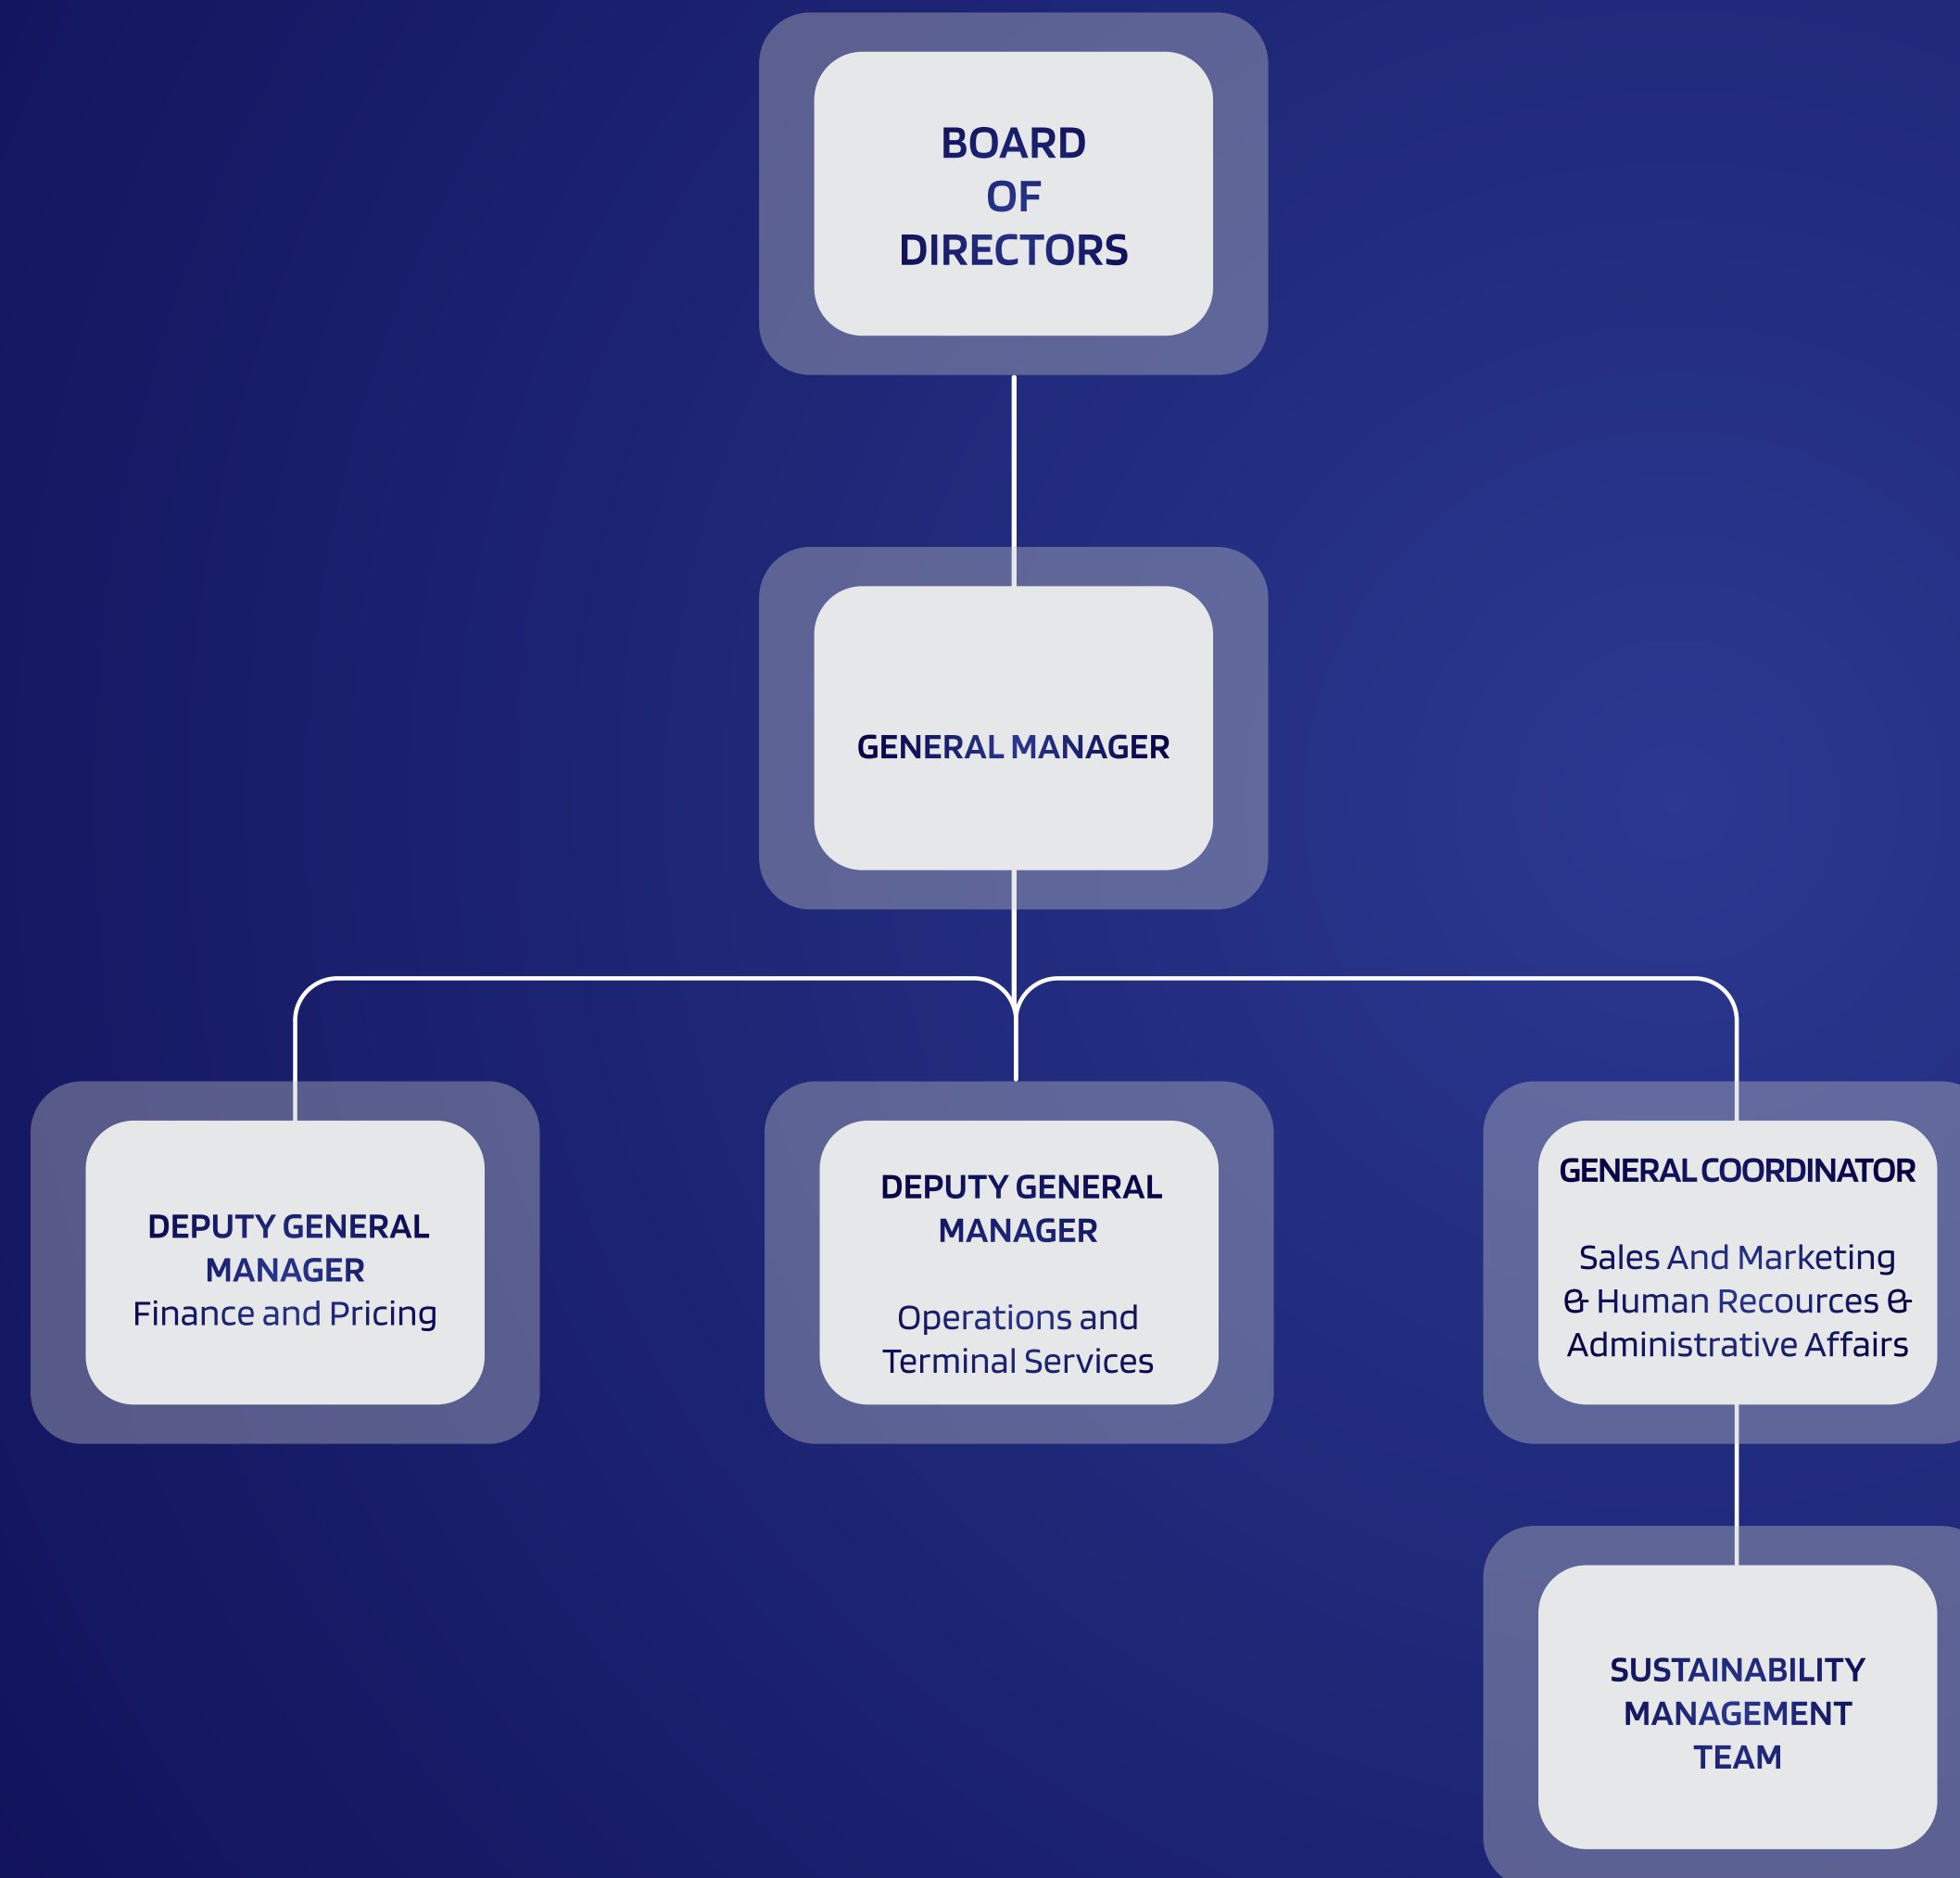 BOARD
OF
DIRECTORS
GENERAL MANAGER
DEPUTY GENERAL
MANAGER
Finance and Pricing
DEPUTY GENERAL
MANAGER
Operations and
Terminal Services
GENERAL COORDINATOR
Sales And Marketing
& Human Recources &
Administrative Affairs
SUSTAINABILITY
MANAGEMENT
TEAM